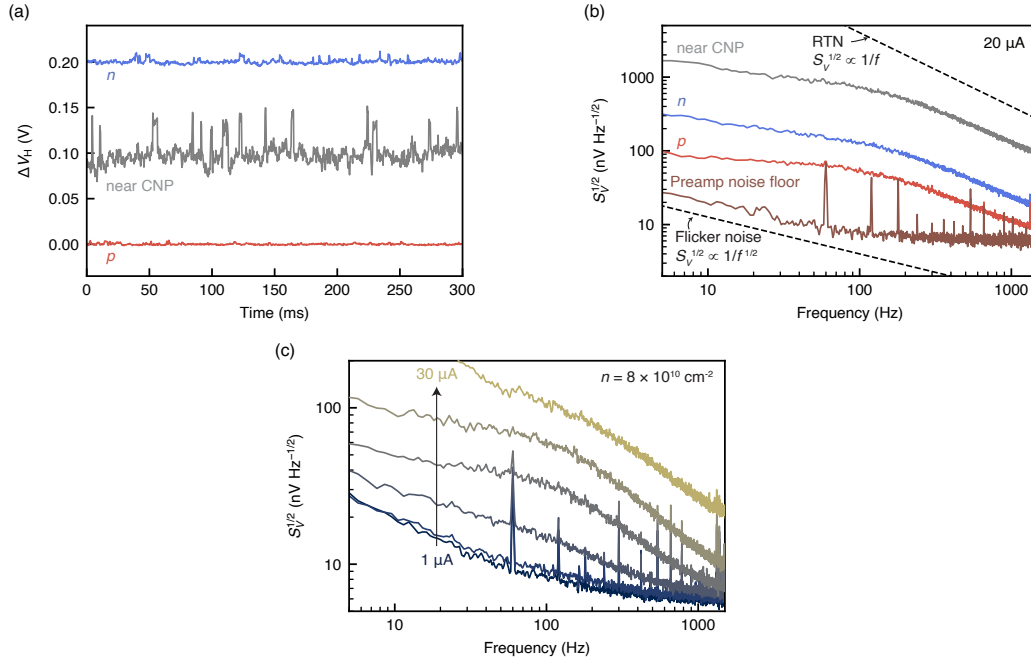 (a)
ΔV_H (V)
0.20
0.15
0.10
0.05
0.00
n
near CNP
p
0 50 100 150 200 250 300
Time (ms)
(b)
S_V^{1/2} (nV Hz^{-1/2})
1000
100
10
near CNP
RTN
S_V^{1/2} ∝ 1/f
20 μA
n
p
Preamp noise floor
Flicker noise
S_V^{1/2} ∝ 1/f^{1/2}
10 100 1000
Frequency (Hz)
(c)
S_V^{1/2} (nV Hz^{-1/2})
100
10
30 μA
n = 8 × 10^{10} cm^{-2}
1 μA
10 100 1000
Frequency (Hz)